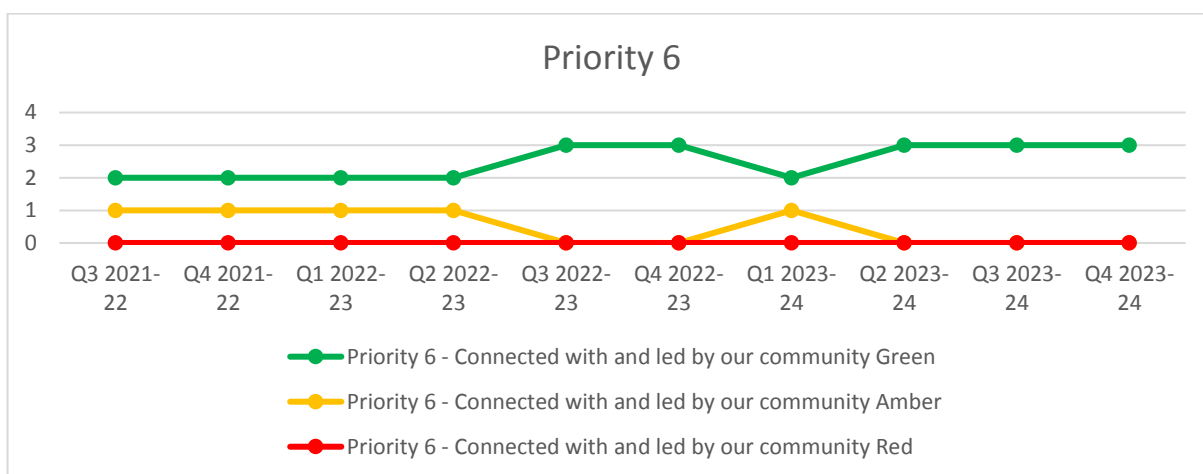 Priority 6
4
3
2
1
0
Q3 2021- Q4 2021- Q1 2022- Q2 2022- Q3 2022- Q4 2022- Q1 2023- Q2 2023- Q3 2023- Q4 2023-
22 22 23 23 23 23 24 24 24 24
Priority 6 - Connected with and led by our community Green
Priority 6 - Connected with and led by our community Amber
Priority 6 - Connected with and led by our community Red